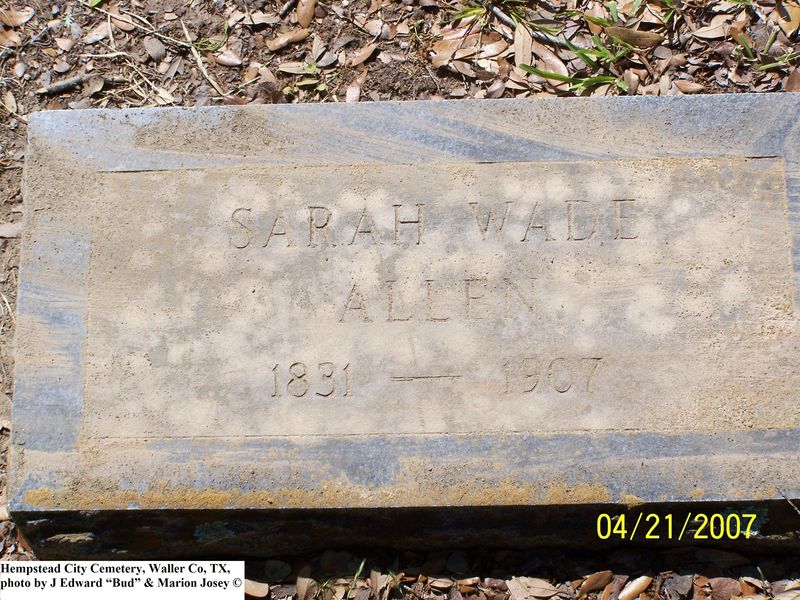 SARAH WADE
ALLEN
1831 — 1907
04/21/2007
Hempstead City Cemetery, Waller Co, TX,
photo by J Edward “Bud” & Marion Josey ©